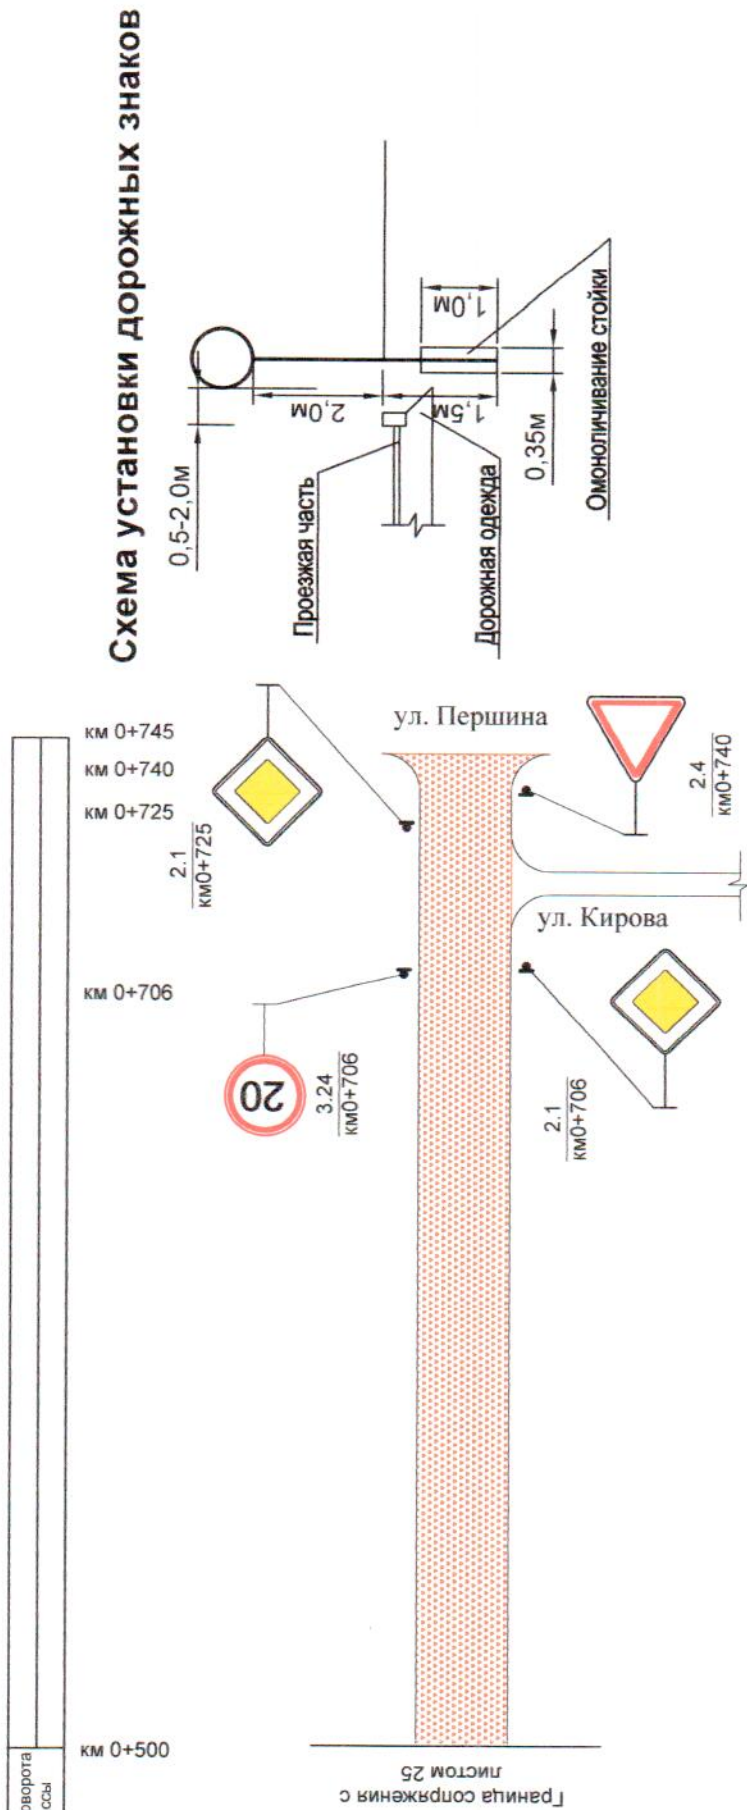 Схема установки дорожных знаков
0,5-2,0м
2,0м
1,5м
1,0м
0,35м
Проезжая часть
Дорожная одежда
Омоноличивание стойки
км 0+745
км 0+740
км 0+725
км 0+706
км 0+500
2.1
км0+725
ул. Першина
2.4
км0+740
ул. Кирова
20
3.24
км0+706
2.1
км0+706
Граница сопряжения с
листом 25
оворота
ссы